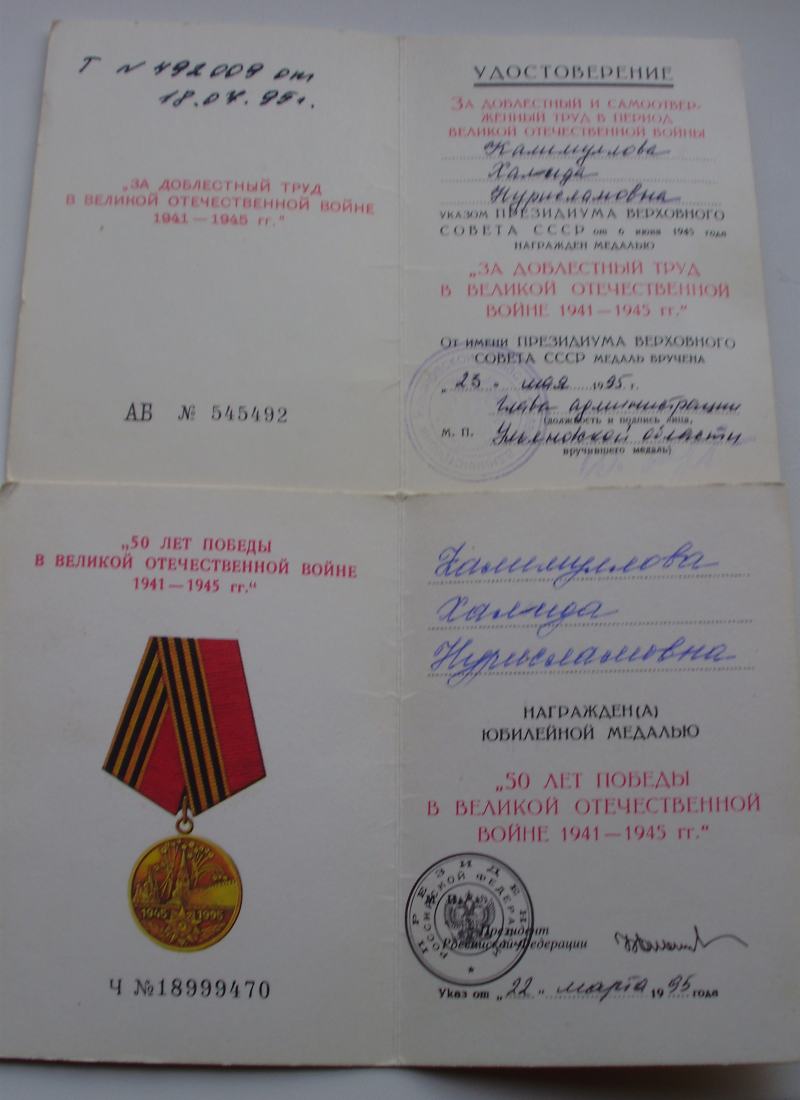 Т № 492009 от
18.04.95г.
„ЗА ДОБЛЕСТНЫЙ ТРУД
В ВЕЛИКОЙ ОТЕЧЕСТВЕННОЙ ВОЙНЕ
1941—1945 гг.“
АБ № 545492
УДОСТОВЕРЕНИЕ
ЗА ДОБЛЕСТНЫЙ И САМООТВЕР-
ЖЕННЫЙ ТРУД В ПЕРИОД
ВЕЛИКОЙ ОТЕЧЕСТВЕННОЙ ВОЙНЫ
Калимуллова
Халида
Нурисламовна
УКАЗОМ ПРЕЗИДИУМА ВЕРХОВНОГО
СОВЕТА СССР от 6 июня 1945 года
НАГРАЖДЕН МЕДАЛЬЮ
„ЗА ДОБЛЕСТНЫЙ ТРУД
В ВЕЛИКОЙ ОТЕЧЕСТВЕННОЙ
ВОЙНЕ 1941—1945 гг.“
От имени ПРЕЗИДИУМА ВЕРХОВНОГО
СОВЕТА СССР МЕДАЛЬ ВРУЧЕНА
„23“ мая 1995 г.
Глава администрации
(должность и подпись лица,
М. П. Ульяновской области
вручившего медаль)
„50 ЛЕТ ПОБЕДЫ
В ВЕЛИКОЙ ОТЕЧЕСТВЕННОЙ ВОЙНЕ
1941—1945 гг.“
1945 1995
Ч №18999470
Калимуллова
Халида
Нурисламовна
НАГРАЖДЕН(А)
ЮБИЛЕЙНОЙ МЕДАЛЬЮ
„50 ЛЕТ ПОБЕДЫ
В ВЕЛИКОЙ ОТЕЧЕСТВЕННОЙ
ВОЙНЕ 1941—1945 гг.“
ПРЕЗИДЕНТ
РОССИЙСКОЙ ФЕДЕРАЦИИ
Президент
Российской Федерации
Указ от „22“ марта 1995 года